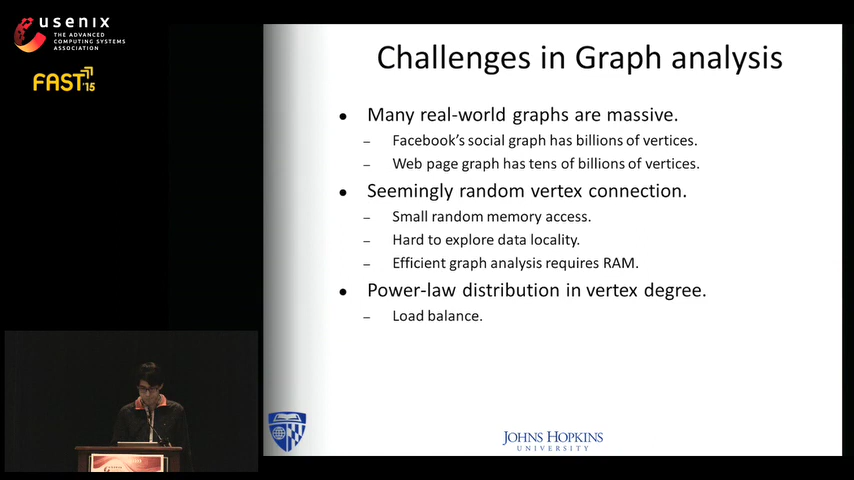 usenix
THE ADVANCED
COMPUTING SYSTEMS
ASSOCIATION
FAST '15
Challenges in Graph analysis
● Many real-world graphs are massive.
– Facebook's social graph has billions of vertices.
– Web page graph has tens of billions of vertices.
● Seemingly random vertex connection.
– Small random memory access.
– Hard to explore data locality.
– Efficient graph analysis requires RAM.
● Power-law distribution in vertex degree.
– Load balance.
JOHNS HOPKINS
UNIVERSITY